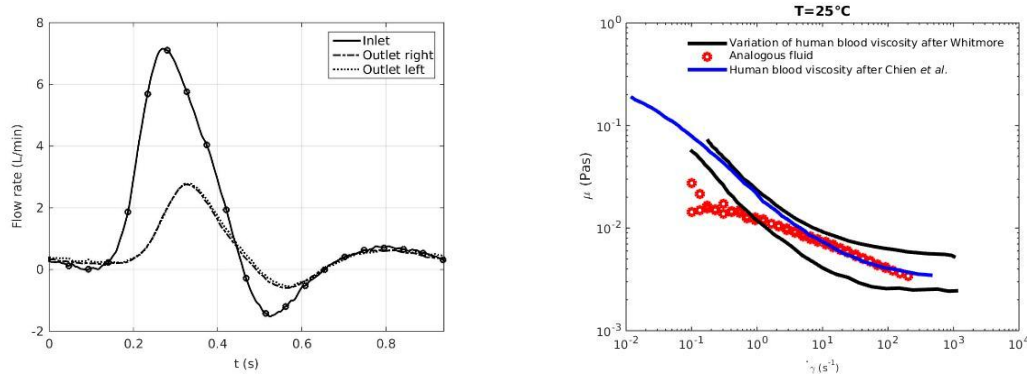 8
6
4
2
0
-2
Flow rate (L/min)
0
0.2
0.4
0.6
0.8
t (s)
Inlet
Outlet right
Outlet left
T=25°C
Variation of human blood viscosity after Whitmore
Analogous fluid
Human blood viscosity after Chien et al.
10^0
10^-1
10^-2
10^-3
μ (Pas)
10^-2
10^-1
10^0
10^1
10^2
10^3
10^4
γ̇ (s^-1)